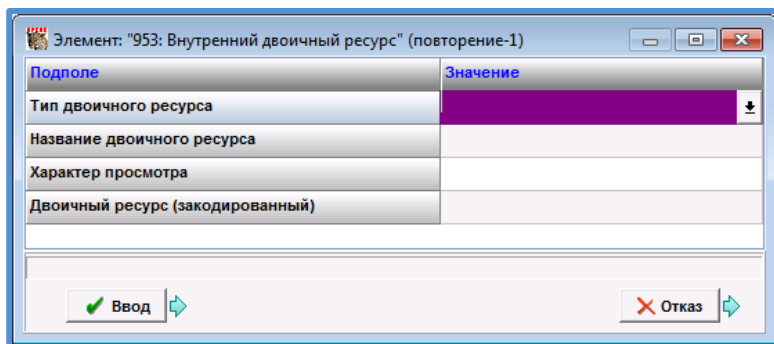 Элемент: "953: Внутренний двоичный ресурс" (повторение-1)
Подполе Значение
Тип двоичного ресурса
Название двоичного ресурса
Характер просмотра
Двоичный ресурс (закодированный)
Ввод Отказ